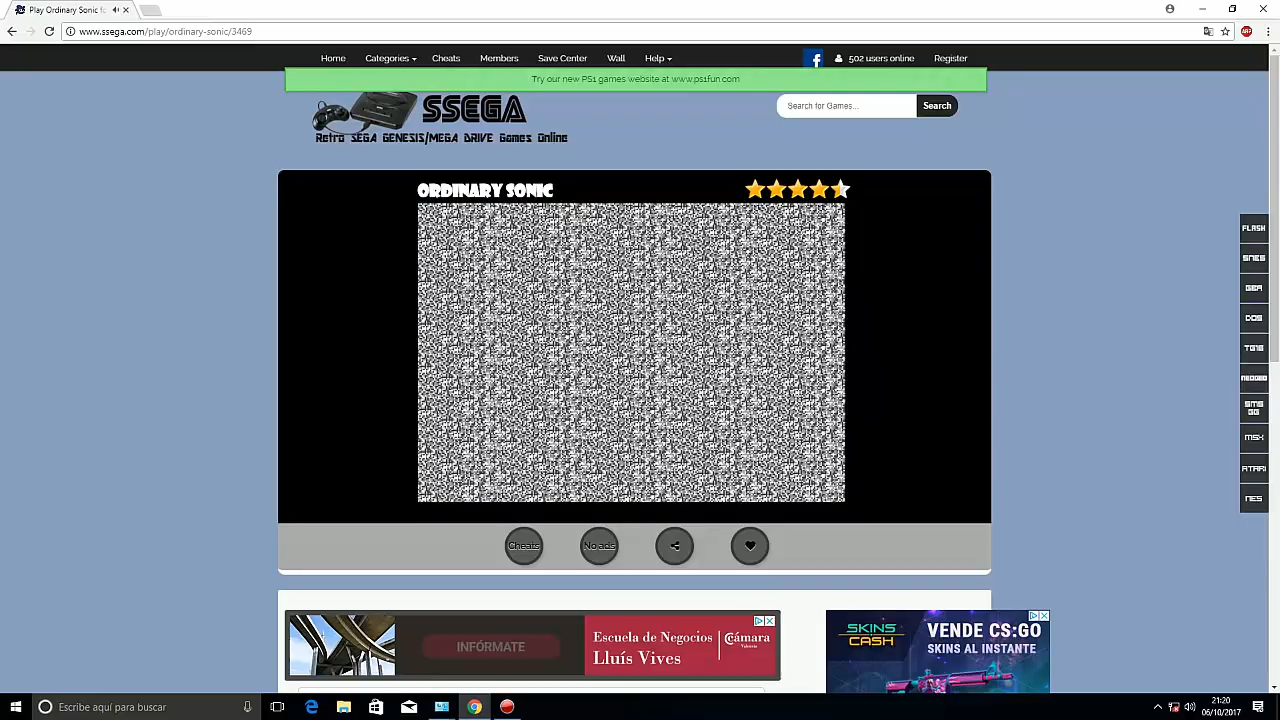 Play Ordinary Sonic fo
www.ssega.com/play/ordinary-sonic/3469
ABP
Home
Categories
Cheats
Members
Save Center
Wall
Help
f
502 users online
Register
Try our new PS1 games website at www.ps1fun.com
SSEGA
Retro SEGA GENESIS/MEGA DRIVE Games Online
Search for Games...
Search
ORDINARY SONIC
FLASH
SNES
GBA
DOS
TG16
NEOGEO
SMS
GG
MSX
ATARI
NES
Cheats
No ads
INFÓRMATE
Escuela de Negocios
Lluís Vives
Cámara
Valencia
SKINS
CASH
VENDE CS:GO
SKINS AL INSTANTE
Escribe aquí para buscar
21:20
06/10/2017